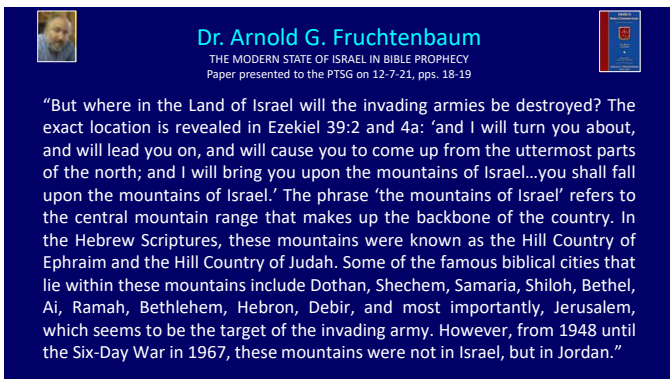 Dr. Arnold G. Fruchtenbaum
THE MODERN STATE OF ISRAEL IN BIBLE PROPHECY
Paper presented to the PTSG on 12-7-21, pps. 18-19
“But where in the Land of Israel will the invading armies be destroyed? The
exact location is revealed in Ezekiel 39:2 and 4a: ‘and I will turn you about,
and will lead you on, and will cause you to come up from the uttermost parts
of the north; and I will bring you upon the mountains of Israel…you shall fall
upon the mountains of Israel.’ The phrase ‘the mountains of Israel’ refers to
the central mountain range that makes up the backbone of the country. In
the Hebrew Scriptures, these mountains were known as the Hill Country of
Ephraim and the Hill Country of Judah. Some of the famous biblical cities that
lie within these mountains include Dothan, Shechem, Samaria, Shiloh, Bethel,
Ai, Ramah, Bethlehem, Hebron, Debir, and most importantly, Jerusalem,
which seems to be the target of the invading army. However, from 1948 until
the Six-Day War in 1967, these mountains were not in Israel, but in Jordan.”